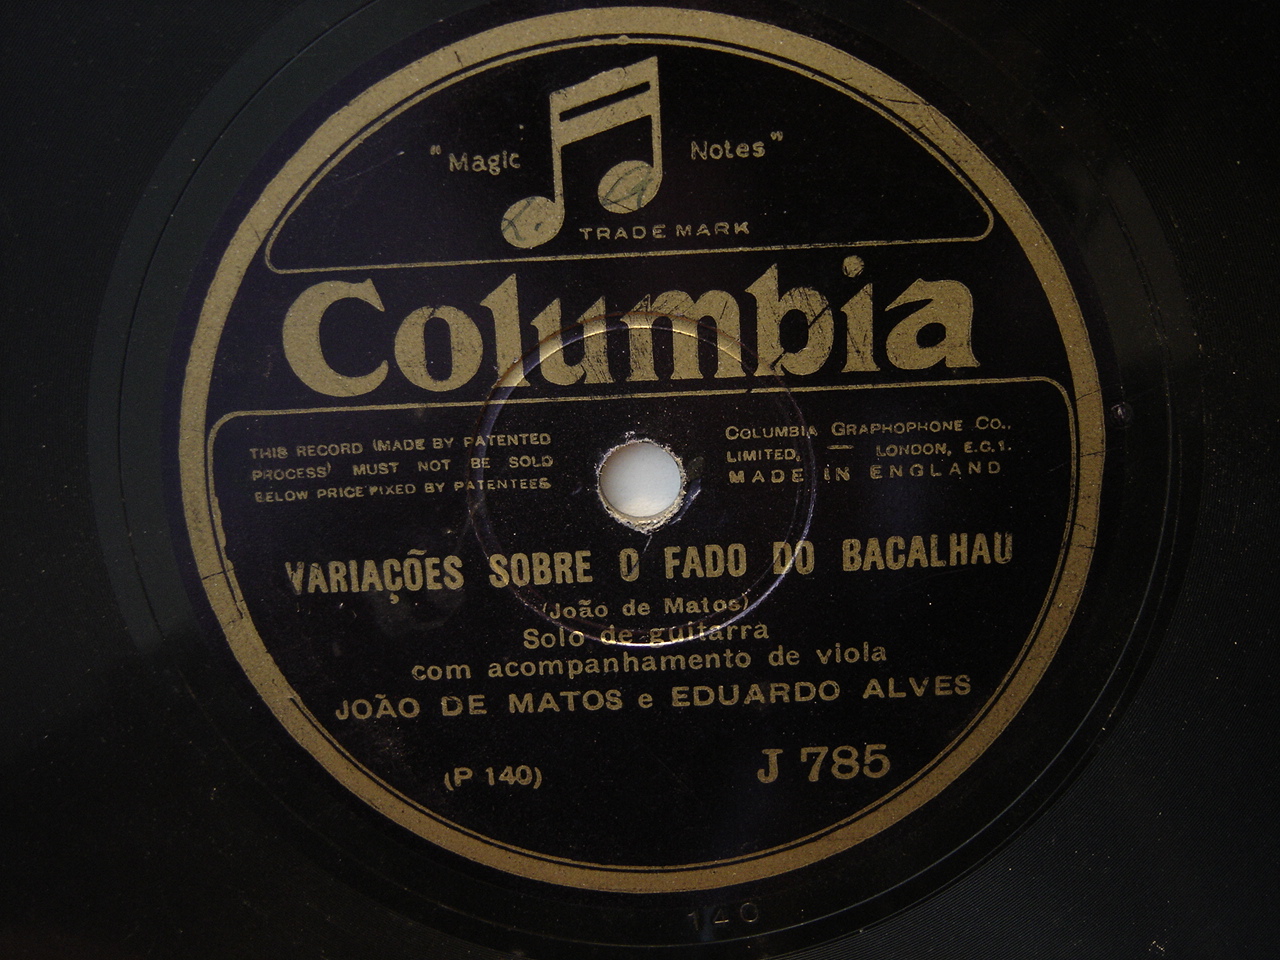 "Magic Notes"
TRADE MARK
Columbia
THIS RECORD (MADE BY PATENTED
PROCESS) MUST NOT BE SOLD
BELOW PRICE FIXED BY PATENTEES
COLUMBIA GRAPHOPHONE CO.,
LIMITED, — LONDON, E.C.1.
MADE IN ENGLAND
VARIAÇÕES SOBRE O FADO DO BACALHAU
(João de Matos)
Solo de guitarra
com acompanhamento de viola
JOÃO DE MATOS e EDUARDO ALVES
(P 140)
J 785
140